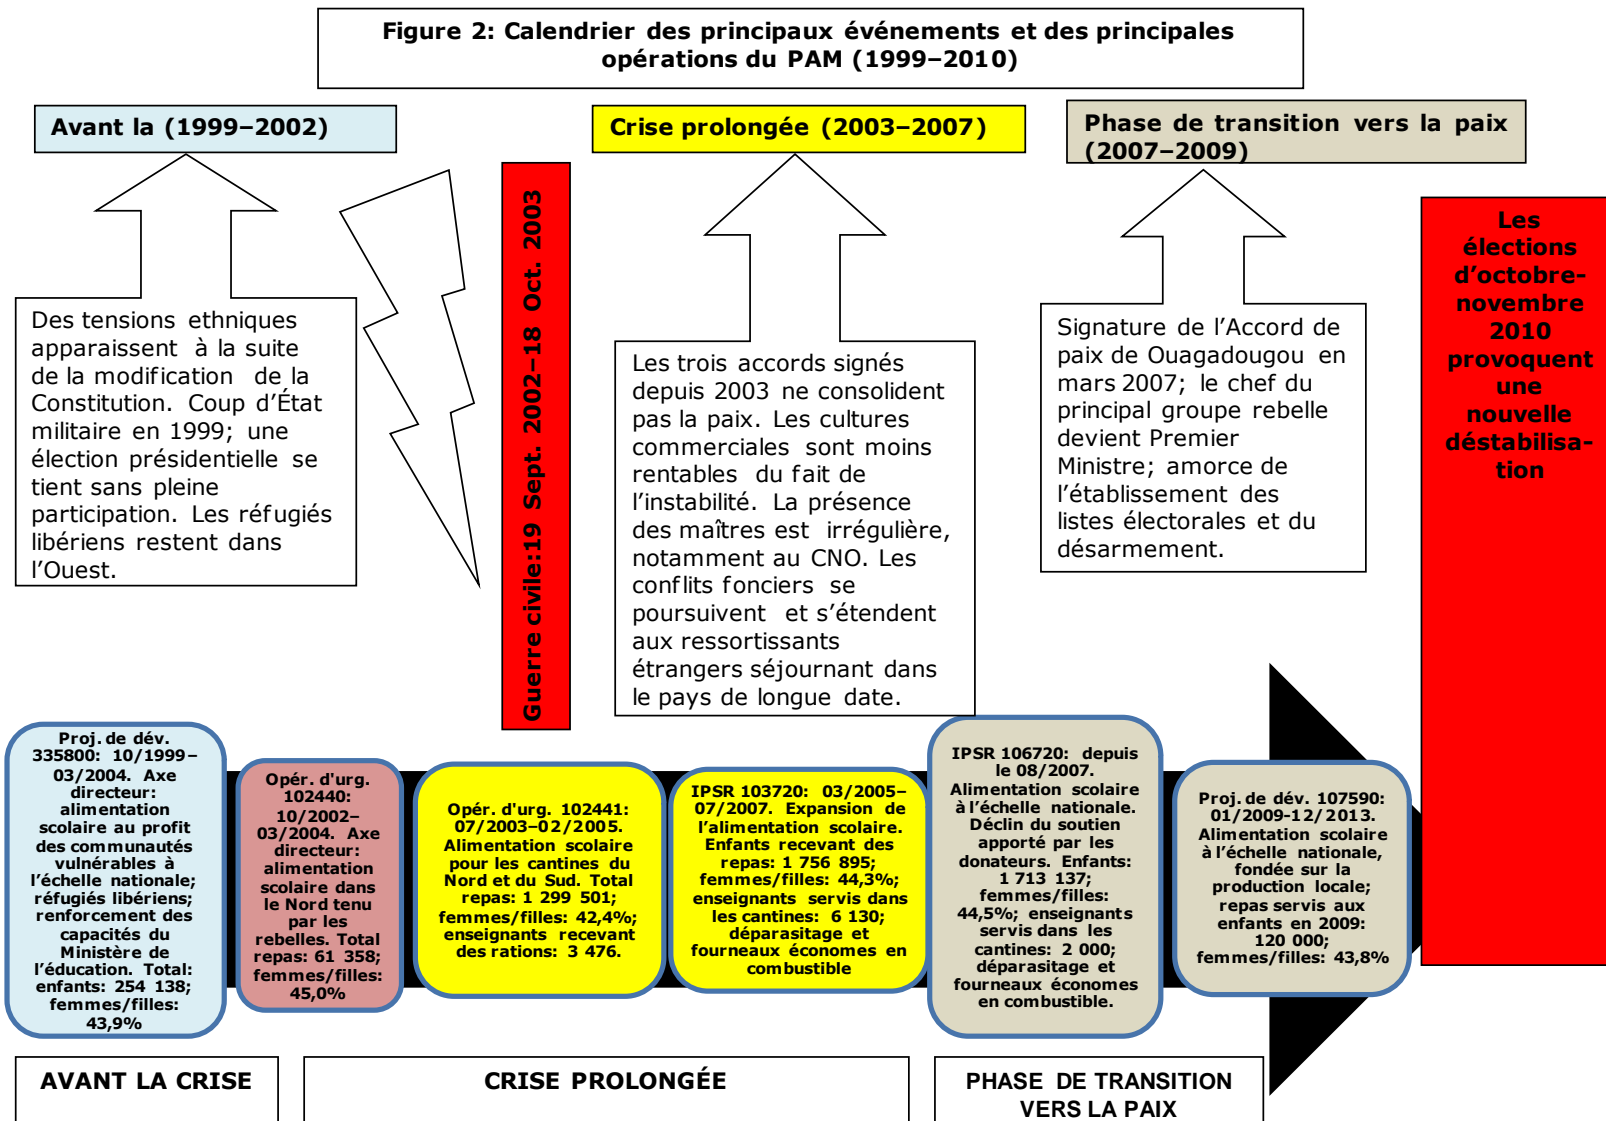 Figure 2: Calendrier des principaux événements et des principales
opérations du PAM (1999–2010)
Avant la (1999–2002)
Crise prolongée (2003–2007)
Phase de transition vers la paix
(2007–2009)
Des tensions ethniques
apparaissent à la suite
de la modification de la
Constitution. Coup d'État
militaire en 1999; une
élection présidentielle se
tient sans pleine
participation. Les réfugiés
libériens restent dans
l'Ouest.
Guerre civile:19 Sept. 2002–18 Oct. 2003
Les trois accords signés
depuis 2003 ne consolident
pas la paix. Les cultures
commerciales sont moins
rentables du fait de
l'instabilité. La présence
des maîtres est irrégulière,
notamment au CNO. Les
conflits fonciers se
poursuivent et s'étendent
aux ressortissants
étrangers séjournant dans
le pays de longue date.
Signature de l'Accord de
paix de Ouagadougou en
mars 2007; le chef du
principal groupe rebelle
devient Premier
Ministre; amorce de
l'établissement des
listes électorales et du
désarmement.
Les
élections
d'octobre-
novembre
2010
provoquent
une
nouvelle
déstabilisa-
tion
Proj. de dév.
335800: 10/1999–
03/2004. Axe
directeur:
alimentation
scolaire au profit
des communautés
vulnérables à
l'échelle nationale;
réfugiés libériens;
renforcement des
capacités du
Ministère de
l'éducation. Total:
enfants: 254 138;
femmes/filles:
43,9%
Opér. d'urg.
102440:
10/2002–
03/2004. Axe
directeur:
alimentation
scolaire dans
le Nord tenu
par les
rebelles. Total
repas: 61 358;
femmes/filles:
45,0%
Opér. d'urg. 102441:
07/2003–02/2005.
Alimentation scolaire
pour les cantines du
Nord et du Sud. Total
repas: 1 299 501;
femmes/filles: 42,4%;
enseignants recevant
des rations: 3 476.
IPSR 103720: 03/2005–
07/2007. Expansion de
l'alimentation scolaire.
Enfants recevant des
repas: 1 756 895;
femmes/filles: 44,3%;
enseignants servis dans
les cantines: 6 130;
déparasitage et
fourneaux économes en
combustible
IPSR 106720: depuis
le 08/2007.
Alimentation scolaire
à l'échelle nationale.
Déclin du soutien
apporté par les
donateurs. Enfants:
1 713 137;
femmes/filles:
44,5%; enseignants
servis dans les
cantines: 2 000;
déparasitage et
fourneaux économes
en combustible.
Proj. de dév. 107590:
01/2009-12/2013.
Alimentation scolaire
à l'échelle nationale,
fondée sur la
production locale;
repas servis aux
enfants en 2009:
120 000;
femmes/filles: 43,8%
AVANT LA CRISE
CRISE PROLONGÉE
PHASE DE TRANSITION
VERS LA PAIX